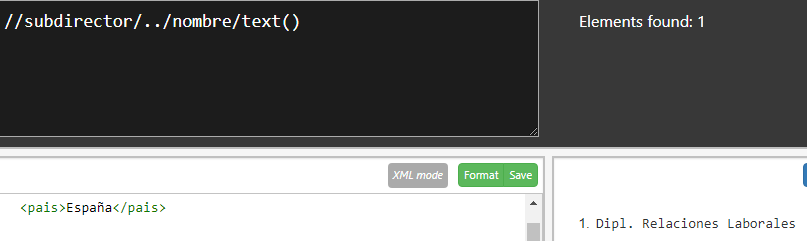 //subdirector/../nombre/text()
Elements found: 1
XML mode
Format
Save
<pais>España</pais>
1. Dipl. Relaciones Laborales